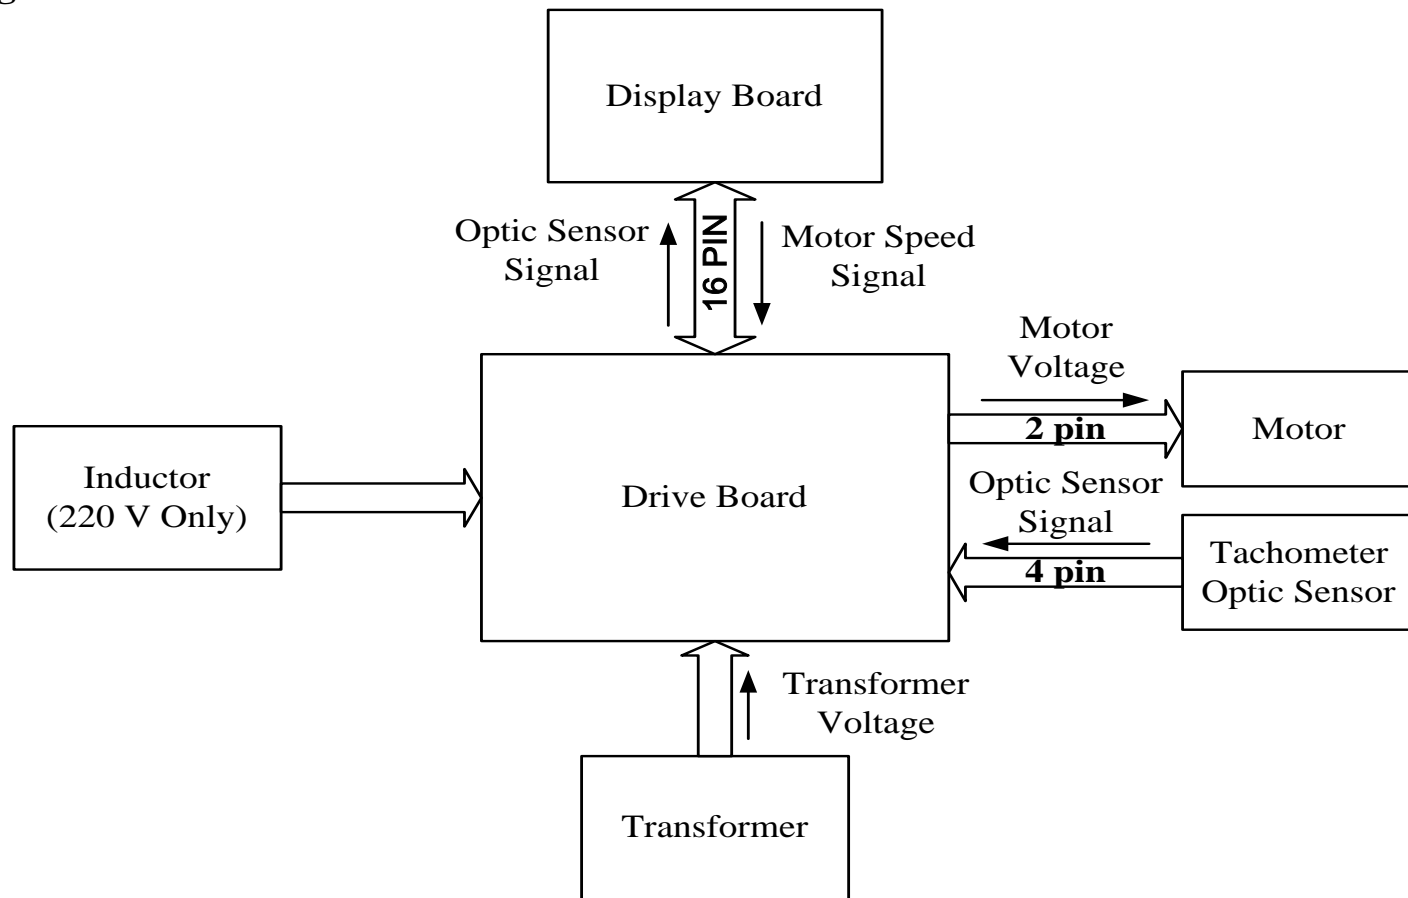 Display Board
Optic Sensor
Signal
16 PIN
Motor Speed
Signal
Motor
Voltage
2 pin
Motor
Inductor
(220 V Only)
Drive Board
Optic Sensor
Signal
4 pin
Tachometer
Optic Sensor
Transformer
Voltage
Transformer